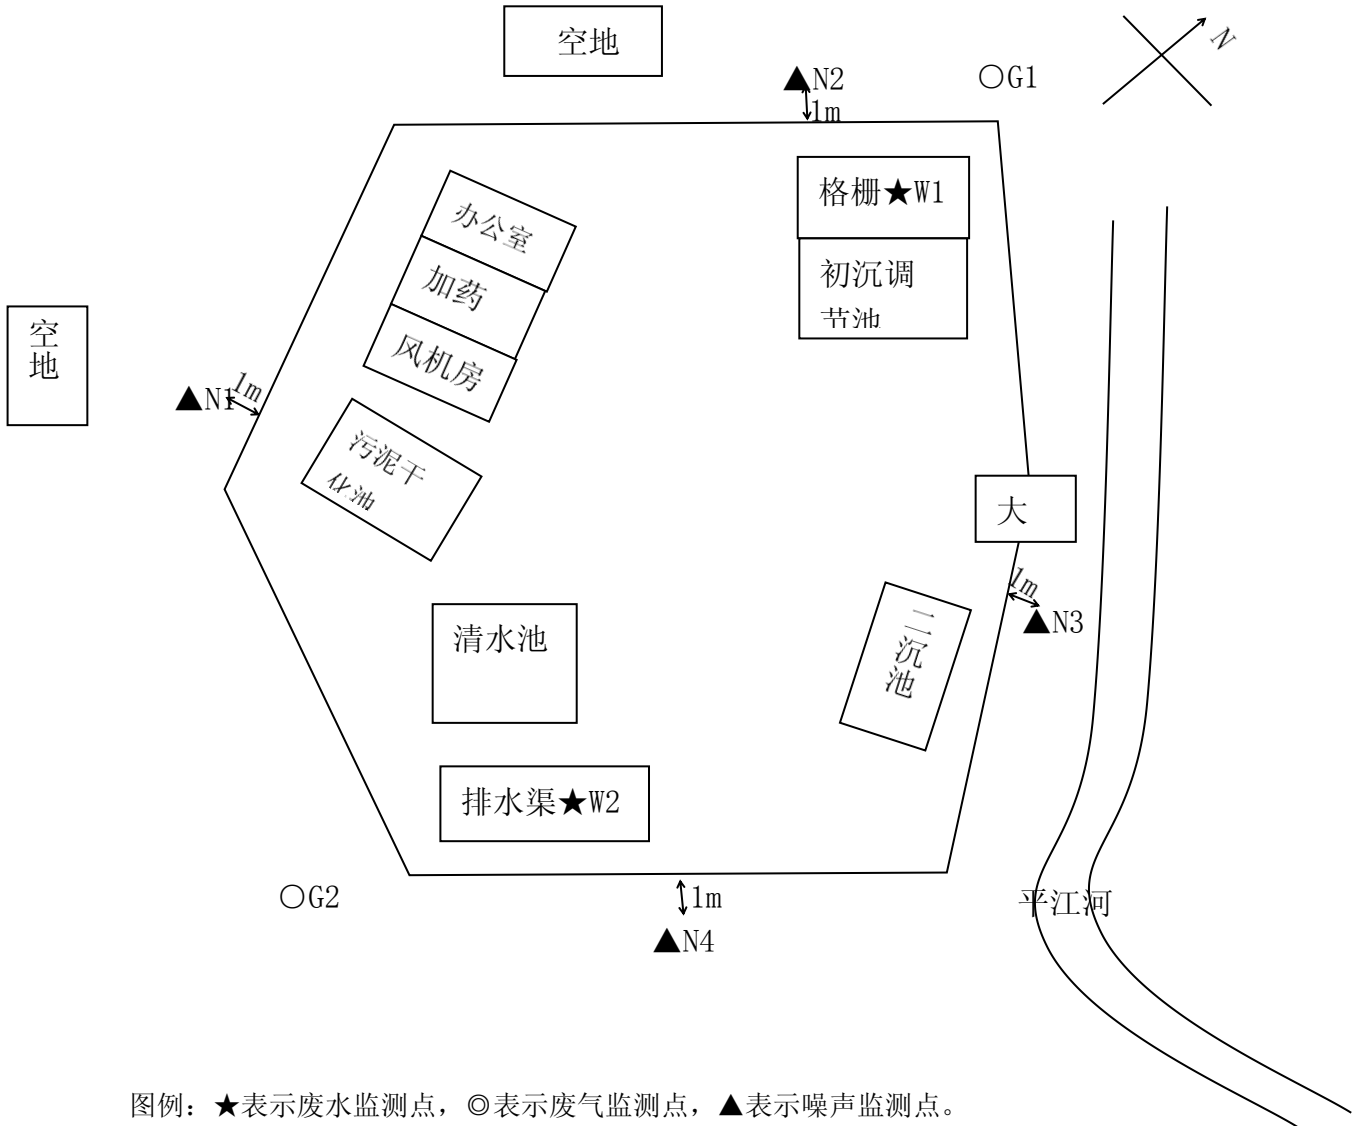 空地
N
▲N2
○G1
1m
格栅★W1
办公室
初沉调
节池
加药
空
地
风机房
1m
▲N1
污泥干
化池
大
1m
▲N3
二
沉
池
清水池
排水渠★W2
○G2
1m
平江河
▲N4
图例：★表示废水监测点，◎表示废气监测点，▲表示噪声监测点。